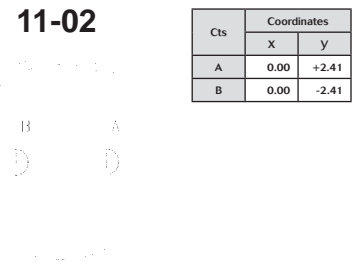 11-02
Cts Coordinates
X y
A 0.00 +2.41
B 0.00 -2.41
B A